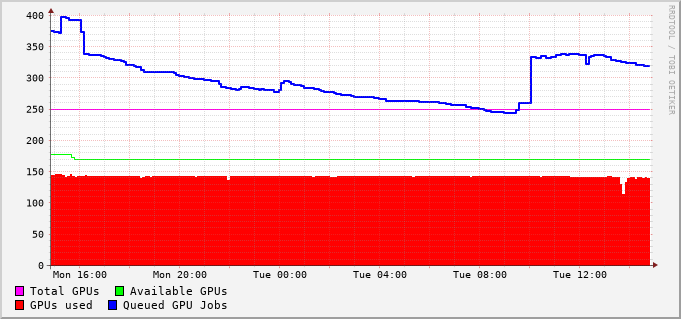 400
350
300
250
200
150
100
50
0
Mon 16:00 Mon 20:00 Tue 00:00 Tue 04:00 Tue 08:00 Tue 12:00
Total GPUs Available GPUs
GPUs used Queued GPU Jobs
RRDTOOL / TOBI OETIKER